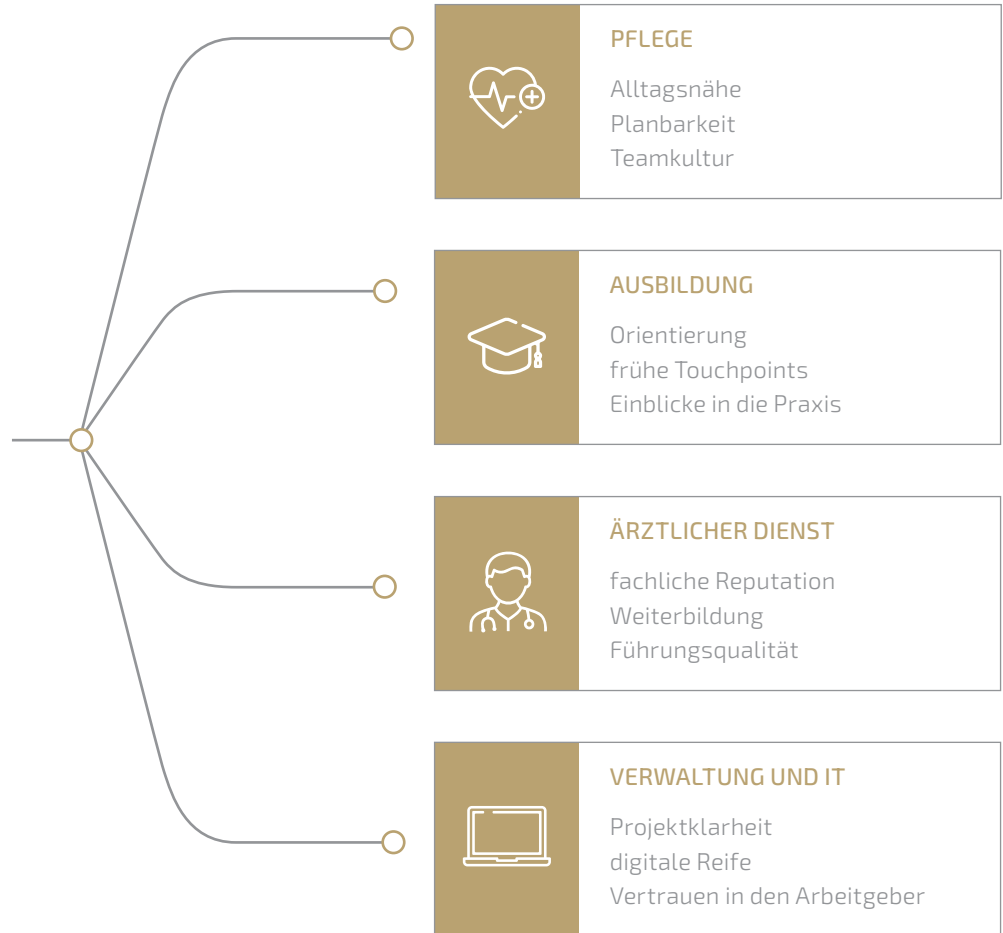 PFLEGE
Alltagsnähe
Planbarkeit
Teamkultur
AUSBILDUNG
Orientierung
frühe Touchpoints
Einblicke in die Praxis
ÄRZTLICHER DIENST
fachliche Reputation
Weiterbildung
Führungsqualität
VERWALTUNG UND IT
Projektklarheit
digitale Reife
Vertrauen in den Arbeitgeber